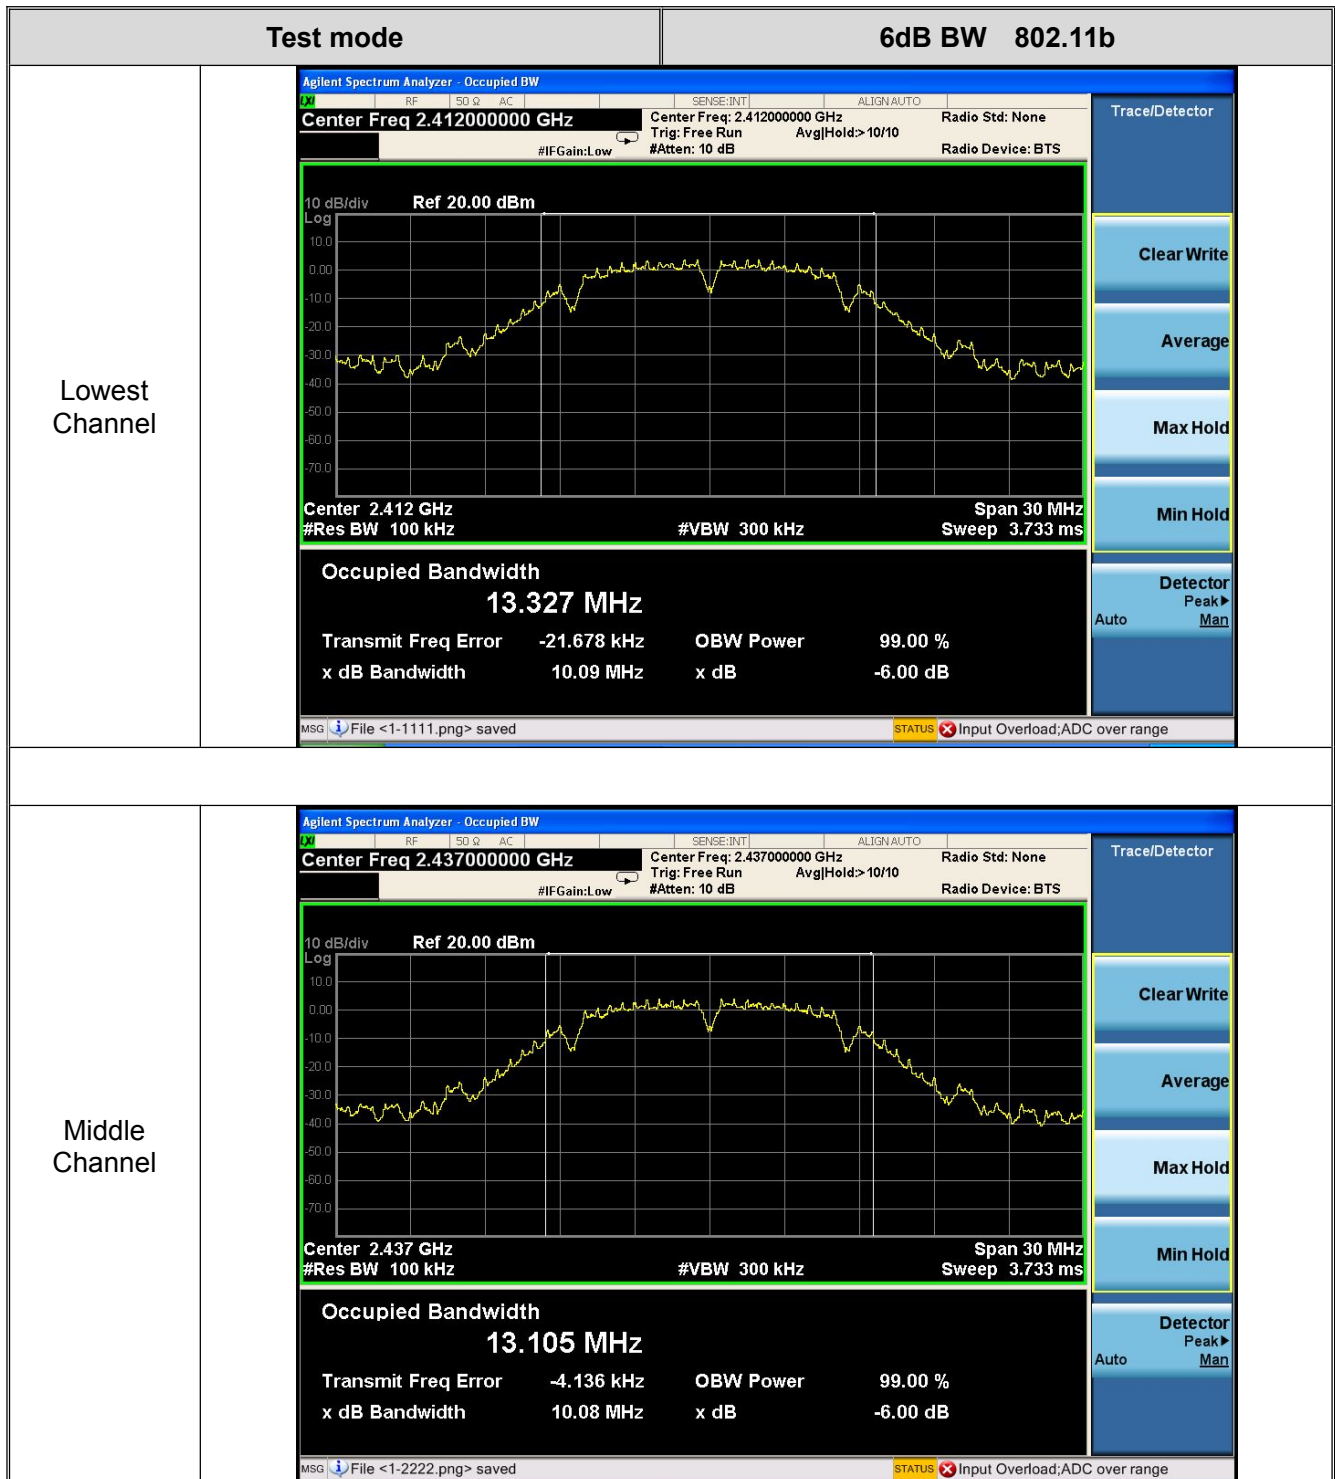 Test mode
6dB BW 802.11b
Lowest
Channel
Agilent Spectrum Analyzer - Occupied BW
LXI RF 50 Ω AC SENSE:INT ALIGN AUTO
Center Freq 2.412000000 GHz
Center Freq: 2.412000000 GHz
Radio Std: None
Trig: Free Run Avg|Hold:>10/10
#IFGain:Low
#Atten: 10 dB
Radio Device: BTS
Trace/Detector
10 dB/div Ref 20.00 dBm
Log
10.0
0.00
-10.0
-20.0
-30.0
-40.0
-50.0
-60.0
-70.0
Center 2.412 GHz
Span 30 MHz
#Res BW 100 kHz
#VBW 300 kHz
Sweep 3.733 ms
Clear Write
Average
Max Hold
Min Hold
Detector
Peak▶
Auto Man
Occupied Bandwidth
13.327 MHz
Transmit Freq Error -21.678 kHz OBW Power 99.00 %
x dB Bandwidth 10.09 MHz x dB -6.00 dB
MSG File <1-1111.png> saved
STATUS Input Overload;ADC over range
Middle
Channel
Agilent Spectrum Analyzer - Occupied BW
LXI RF 50 Ω AC SENSE:INT ALIGN AUTO
Center Freq 2.437000000 GHz
Center Freq: 2.437000000 GHz
Radio Std: None
Trig: Free Run Avg|Hold:>10/10
#IFGain:Low
#Atten: 10 dB
Radio Device: BTS
Trace/Detector
10 dB/div Ref 20.00 dBm
Log
10.0
0.00
-10.0
-20.0
-30.0
-40.0
-50.0
-60.0
-70.0
Center 2.437 GHz
Span 30 MHz
#Res BW 100 kHz
#VBW 300 kHz
Sweep 3.733 ms
Clear Write
Average
Max Hold
Min Hold
Detector
Peak▶
Auto Man
Occupied Bandwidth
13.105 MHz
Transmit Freq Error -4.136 kHz OBW Power 99.00 %
x dB Bandwidth 10.08 MHz x dB -6.00 dB
MSG File <1-2222.png> saved
STATUS Input Overload;ADC over range